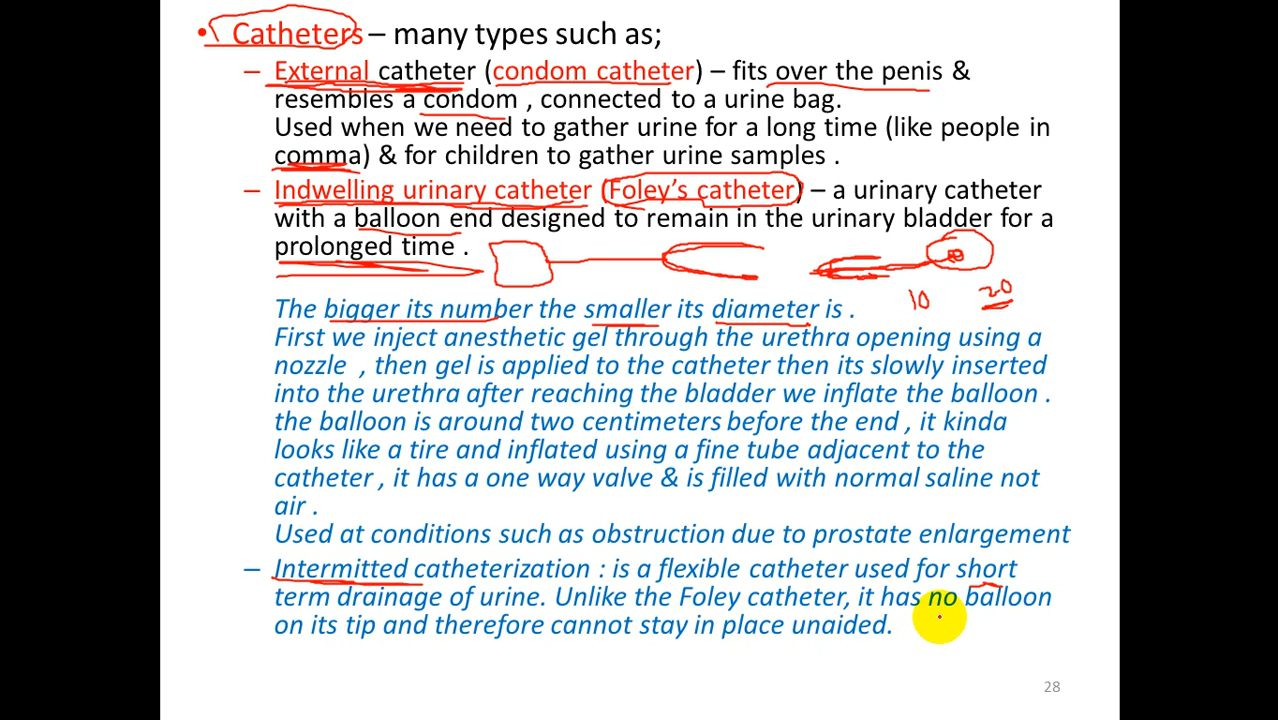 • Catheters – many types such as;
– External catheter (condom catheter) – fits over the penis &
resembles a condom , connected to a urine bag.
Used when we need to gather urine for a long time (like people in
comma) & for children to gather urine samples .
– Indwelling urinary catheter (Foley's catheter) – a urinary catheter
with a balloon end designed to remain in the urinary bladder for a
prolonged time .
10 20
The bigger its number the smaller its diameter is .
First we inject anesthetic gel through the urethra opening using a
nozzle , then gel is applied to the catheter then its slowly inserted
into the urethra after reaching the bladder we inflate the balloon .
the balloon is around two centimeters before the end , it kinda
looks like a tire and inflated using a fine tube adjacent to the
catheter , it has a one way valve & is filled with normal saline not
air .
Used at conditions such as obstruction due to prostate enlargement
– Intermitted catheterization : is a flexible catheter used for short
term drainage of urine. Unlike the Foley catheter, it has no balloon
on its tip and therefore cannot stay in place unaided.
28